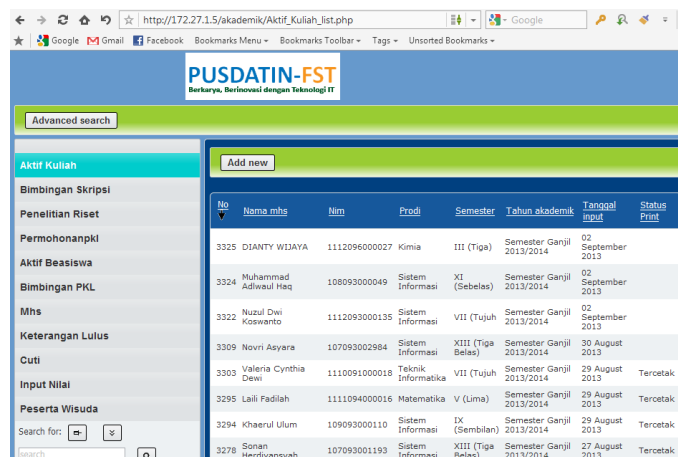 http://172.27.1.5/akademik/Aktif_Kuliah_list.php
Google
Google Gmail Facebook Bookmarks Menu Bookmarks Toolbar Tags Unsorted Bookmarks
PUSDATIN-FST
Berkarya, Berinovasi dengan Teknologi IT
Advanced search
Aktif Kuliah
Bimbingan Skripsi
Penelitian Riset
Permohonanpkl
Aktif Beasiswa
Bimbingan PKL
Mhs
Keterangan Lulus
Cuti
Input Nilai
Peserta Wisuda
Search for:
search
Add new
No Nama mhs Nim Prodi Semester Tahun akademik Tanggal input Status Print
3325 DIANTY WIJAYA 1112096000027 Kimia III (Tiga) Semester Ganjil 2013/2014 02 September 2013
3324 Muhammad Adlwaul Haq 108093000049 Sistem Informasi XI (Sebelas) Semester Ganjil 2013/2014 02 September 2013
3322 Nuzul Dwi Koswanto 1112093000135 Sistem Informasi VII (Tujuh Semester Ganjil 2013/2014 02 September 2013
3309 Novri Asyara 107093002984 Sistem Informasi XIII (Tiga Belas) Semester Ganjil 2013/2014 30 August 2013
3303 Valeria Cynthia Dewi 1110091000018 Teknik Informatika VII (Tujuh Semester Ganjil 2013/2014 29 August 2013 Tercetak
3295 Laili Fadilah 1111094000016 Matematika V (Lima) Semester Ganjil 2013/2014 29 August 2013 Tercetak
3294 Khaerul Ulum 109093000110 Sistem Informasi IX (Sembilan) Semester Ganjil 2013/2014 29 August 2013 Tercetak
3278 Sonan Herdiyansyah 107093001193 Sistem Informasi XIII (Tiga Belas) Semester Ganjil 2013/2014 27 August 2013 Tercetak